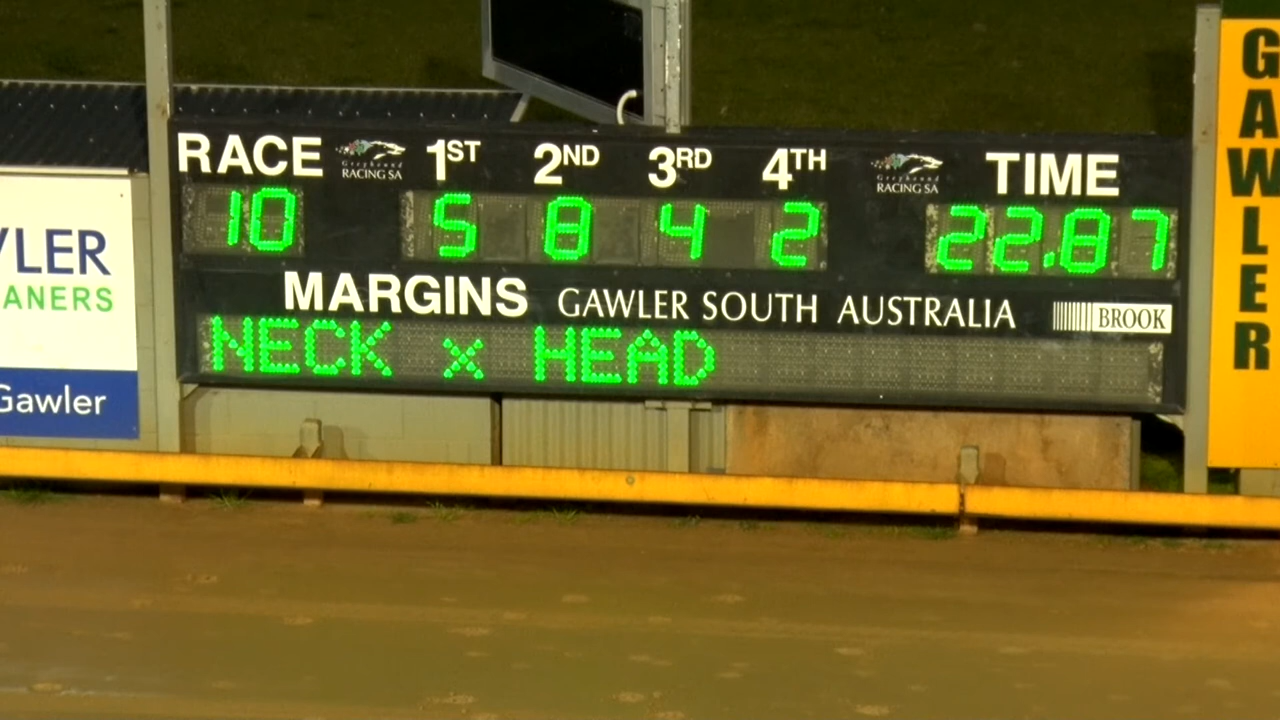 RACE 1ST 2ND 3RD 4TH TIME
Greyhound RACING SA
Greyhound RACING SA
10 5 8 4 2 22.87
MARGINS GAWLER SOUTH AUSTRALIA BROOK
NECK x HEAD
VLER
ANERS
Gawler
GAWLER